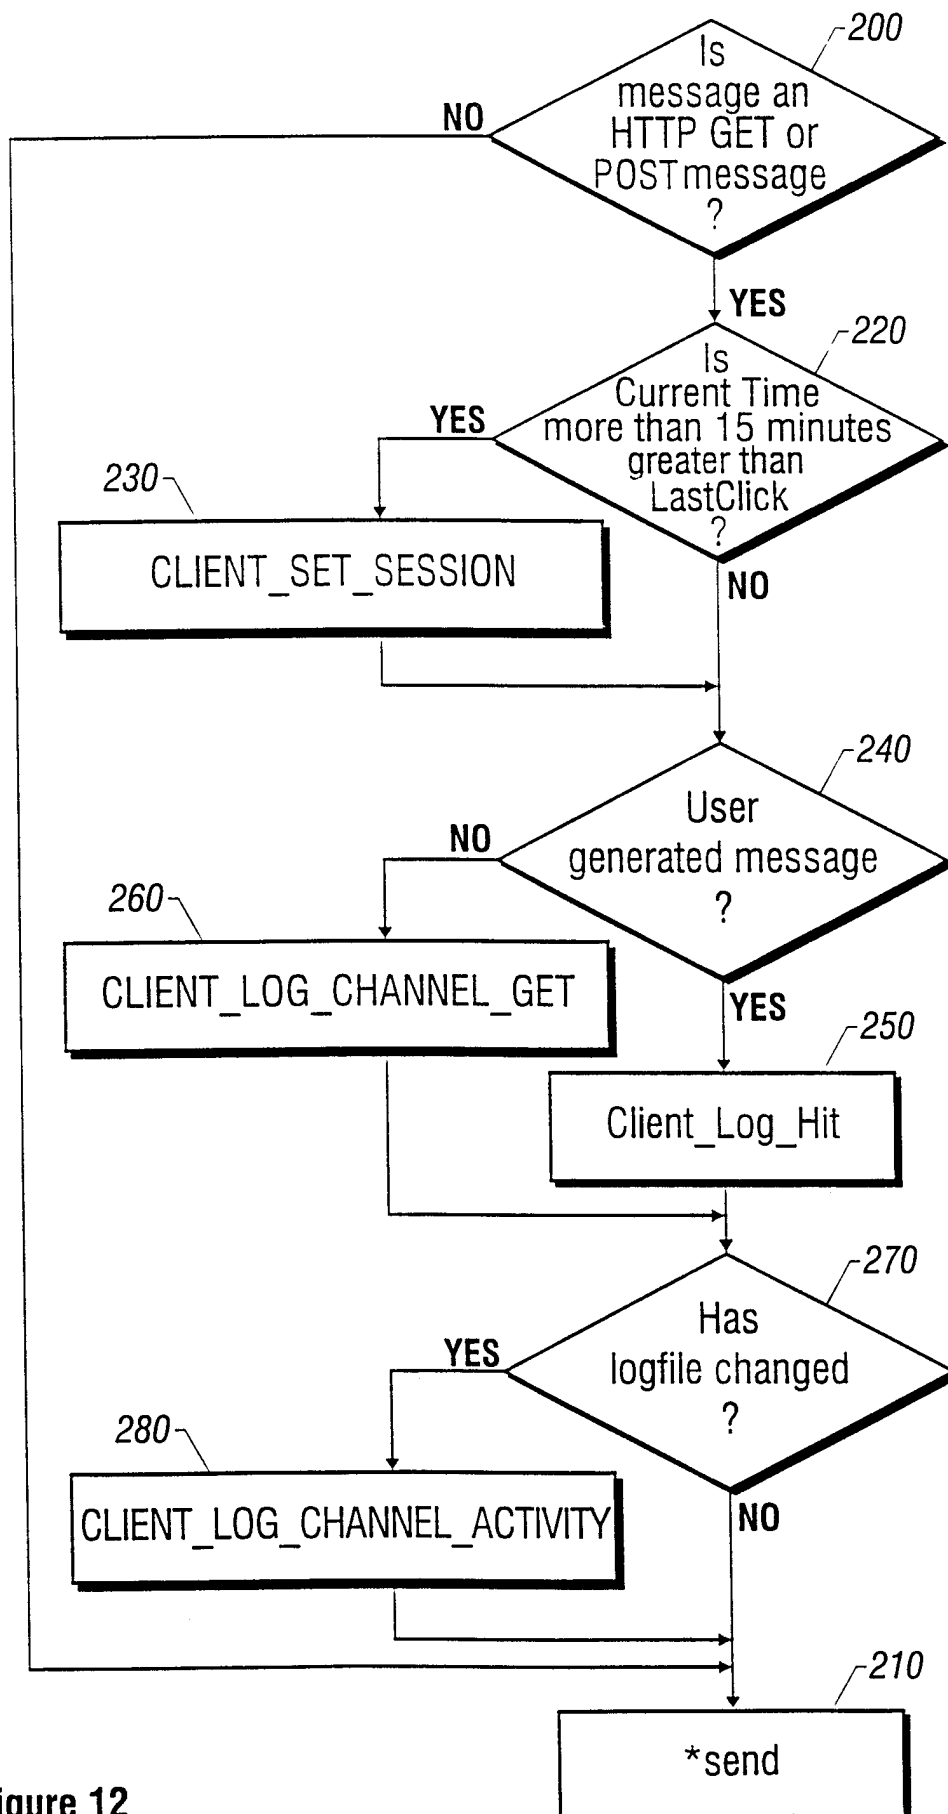 200
Is
message an
HTTP GET or
POST message
?
NO
YES
220
Is
Current Time
more than 15 minutes
greater than
LastClick
?
YES
NO
230
CLIENT_SET_SESSION
240
User
generated message
?
NO
YES
260
CLIENT_LOG_CHANNEL_GET
250
Client_Log_Hit
270
Has
logfile changed
?
YES
NO
280
CLIENT_LOG_CHANNEL_ACTIVITY
210
*send
igure 12